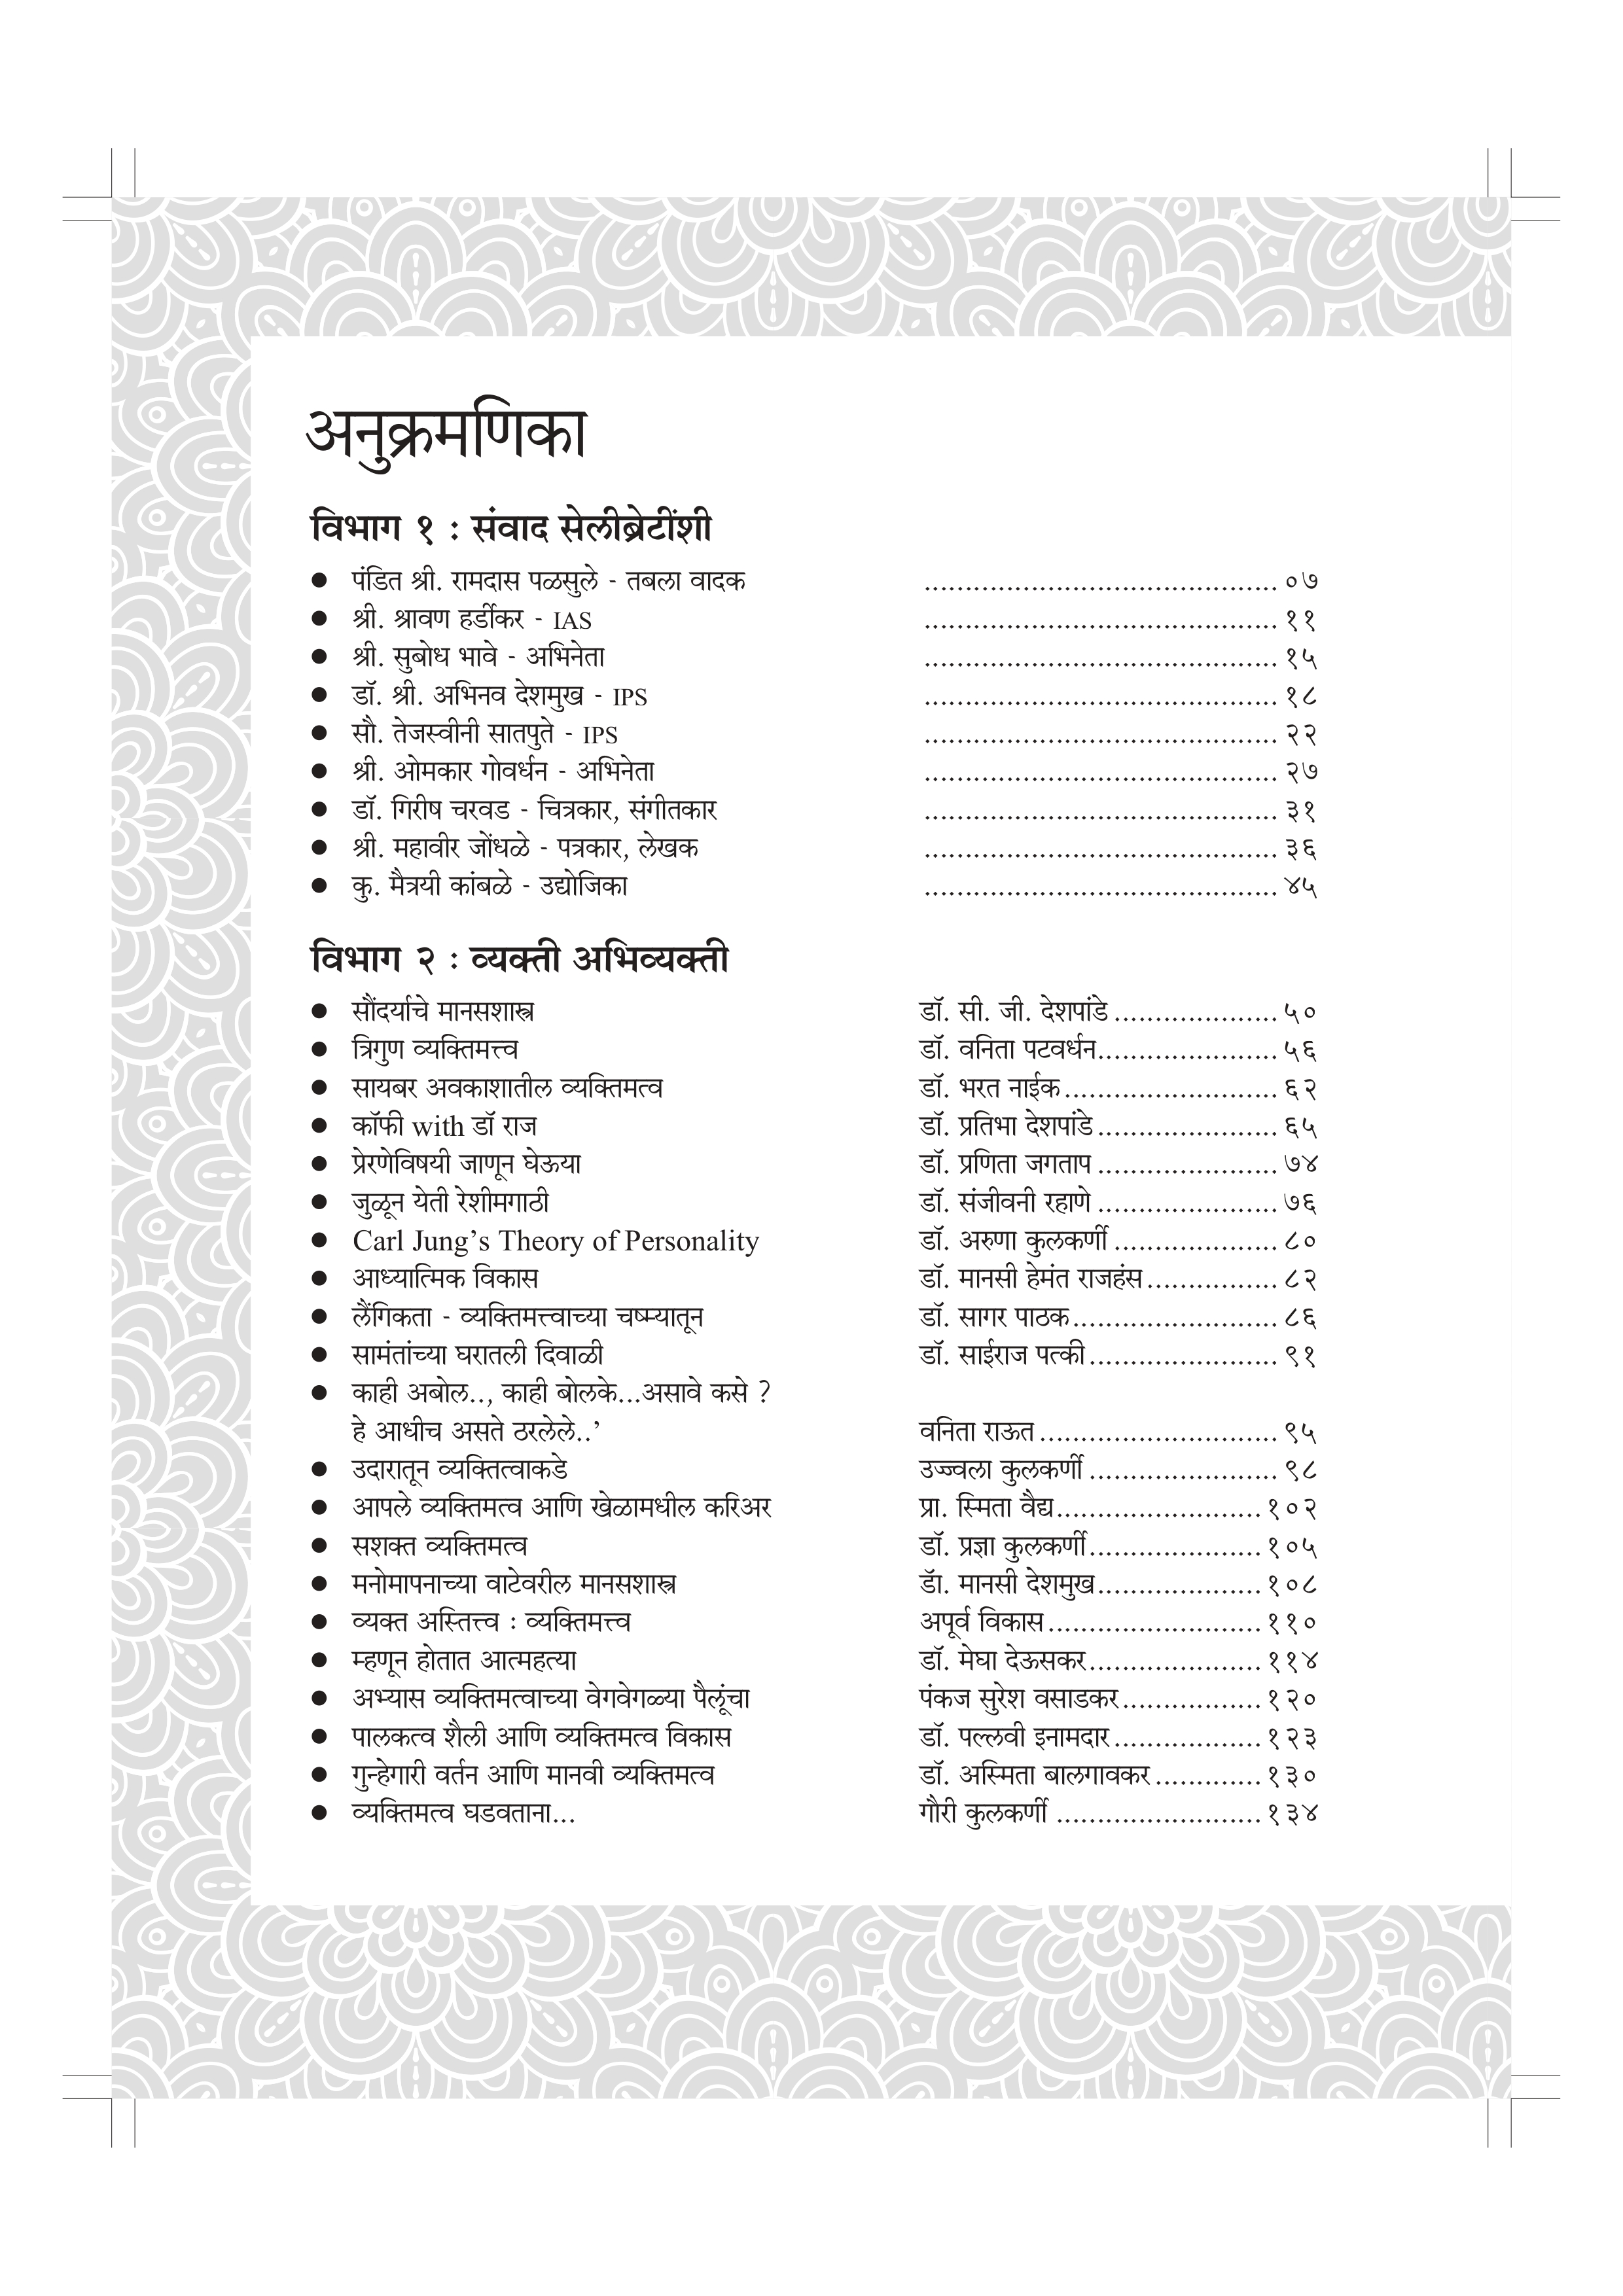 अनुक्रमणिका
विभाग १ : संवाद सेलीब्रेटींशी
● पंडित श्री. रामदास पळसुले - तबला वादक ........................................... ०७
● श्री. श्रावण हर्डीकर - IAS ........................................... ११
● श्री. सुबोध भावे - अभिनेता ........................................... १५
● डॉ. श्री. अभिनव देशमुख - IPS ........................................... १८
● सौ. तेजस्वीनी सातपुते - IPS ........................................... २२
● श्री. ओमकार गोवर्धन - अभिनेता ........................................... २७
● डॉ. गिरीष चरवड - चित्रकार, संगीतकार ........................................... ३१
● श्री. महावीर जोंधळे - पत्रकार, लेखक ........................................... ३६
● कु. मैत्रयी कांबळे - उद्योजिका ........................................... ४५
विभाग २ : व्यक्ती अभिव्यक्ती
● सौंदर्याचे मानसशास्त्र डॉ. सी. जी. देशपांडे .................... ५०
● त्रिगुण व्यक्तिमत्त्व डॉ. वनिता पटवर्धन...................... ५६
● सायबर अवकाशातील व्यक्तिमत्व डॉ. भरत नाईक .......................... ६२
● कॉफी with डॉ राज डॉ. प्रतिभा देशपांडे ...................... ६५
● प्रेरणेविषयी जाणून घेऊया डॉ. प्रणिता जगताप ...................... ७४
● जुळून येती रेशीमगाठी डॉ. संजीवनी रहाणे ...................... ७६
● Carl Jung’s Theory of Personality डॉ. अरुणा कुलकर्णी .................... ८०
● आध्यात्मिक विकास डॉ. मानसी हेमंत राजहंस................ ८२
● लैंगिकता - व्यक्तिमत्त्वाच्या चष्म्यातून डॉ. सागर पाठक......................... ८६
● सामंतांच्या घरातली दिवाळी डॉ. साईराज पत्की....................... ९१
● काही अबोल.., काही बोलके...असावे कसे ?
हे आधीच असते ठरलेले..’ वनिता राऊत ............................. ९५
● उदारातून व्यक्तित्वाकडे उज्ज्वला कुलकर्णी ....................... ९८
● आपले व्यक्तिमत्व आणि खेळामधील करिअर प्रा. स्मिता वैद्य......................... १०२
● सशक्त व्यक्तिमत्व डॉ. प्रज्ञा कुलकर्णी..................... १०५
● मनोमापनाच्या वाटेवरील मानसशास्त्र डॅा. मानसी देशमुख.................... १०८
● व्यक्त अस्तित्त्व : व्यक्तिमत्त्व अपूर्व विकास .......................... ११०
● म्हणून होतात आत्महत्या डॉ. मेघा देऊसकर..................... ११४
● अभ्यास व्यक्तिमत्वाच्या वेगवेगळ्या पैलूंचा पंकज सुरेश वसाडकर................. १२०
● पालकत्व शैली आणि व्यक्तिमत्व विकास डॉ. पल्लवी इनामदार.................. १२३
● गुन्हेगारी वर्तन आणि मानवी व्यक्तिमत्व डॉ. अस्मिता बालगावकर............. १३०
● व्यक्तिमत्व घडवताना... गौरी कुलकर्णी ......................... १३४